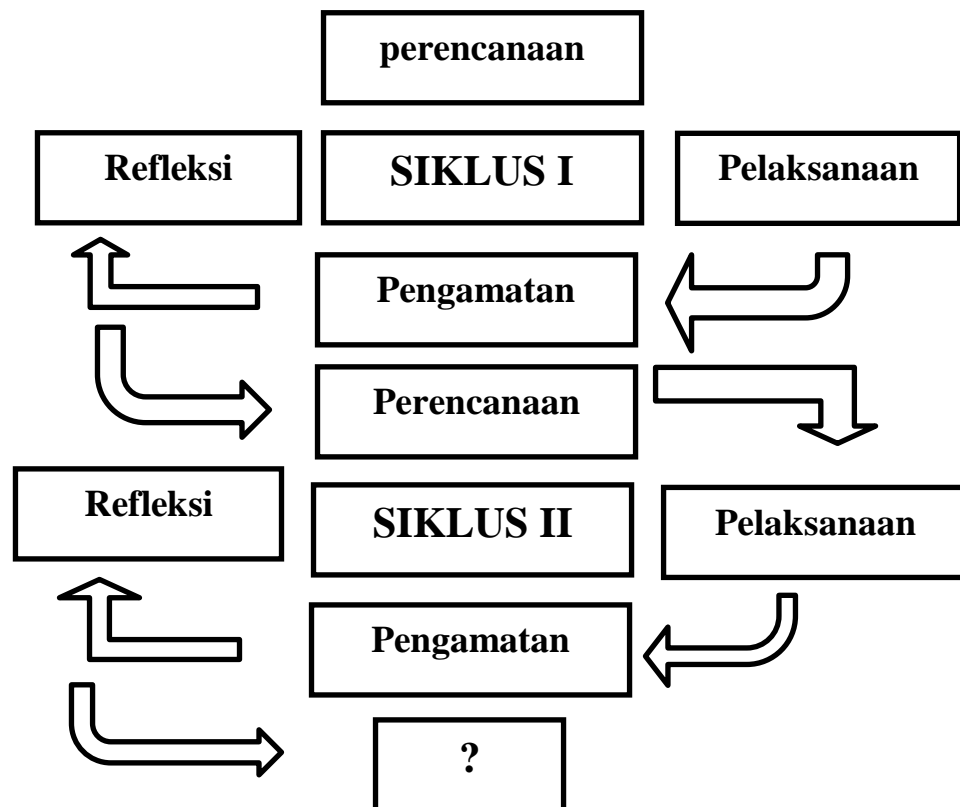 perencanaan
Refleksi
SIKLUS I
Pelaksanaan
Pengamatan
Perencanaan
Refleksi
SIKLUS II
Pelaksanaan
Pengamatan
?